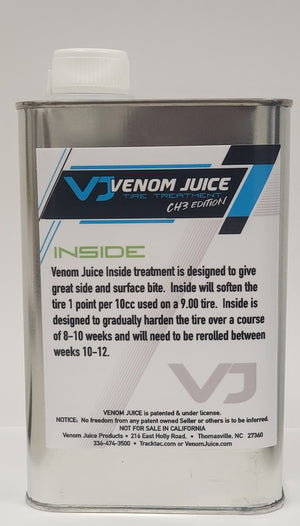 VJ VENOM JUICE
TIRE TREATMENT
CH3 EDITION
INSIDE
Venom Juice Inside treatment is designed to give
great side and surface bite. Inside will soften the
tire 1 point per 10cc used on a 9.00 tire. Inside is
designed to gradually harden the tire over a course
of 8-10 weeks and will need to be rerolled between
weeks 10-12.
VJ
VENOM JUICE is patented & under license.
NOTICE: No freedom from any patent owned Seller or others is to be inferred.
NOT FOR SALE IN CALIFORNIA
Venom Juice Products • 216 East Holly Road, • Thomasville, NC 27360
336-474-3500 • Tracktac.com or VenomJuice.com